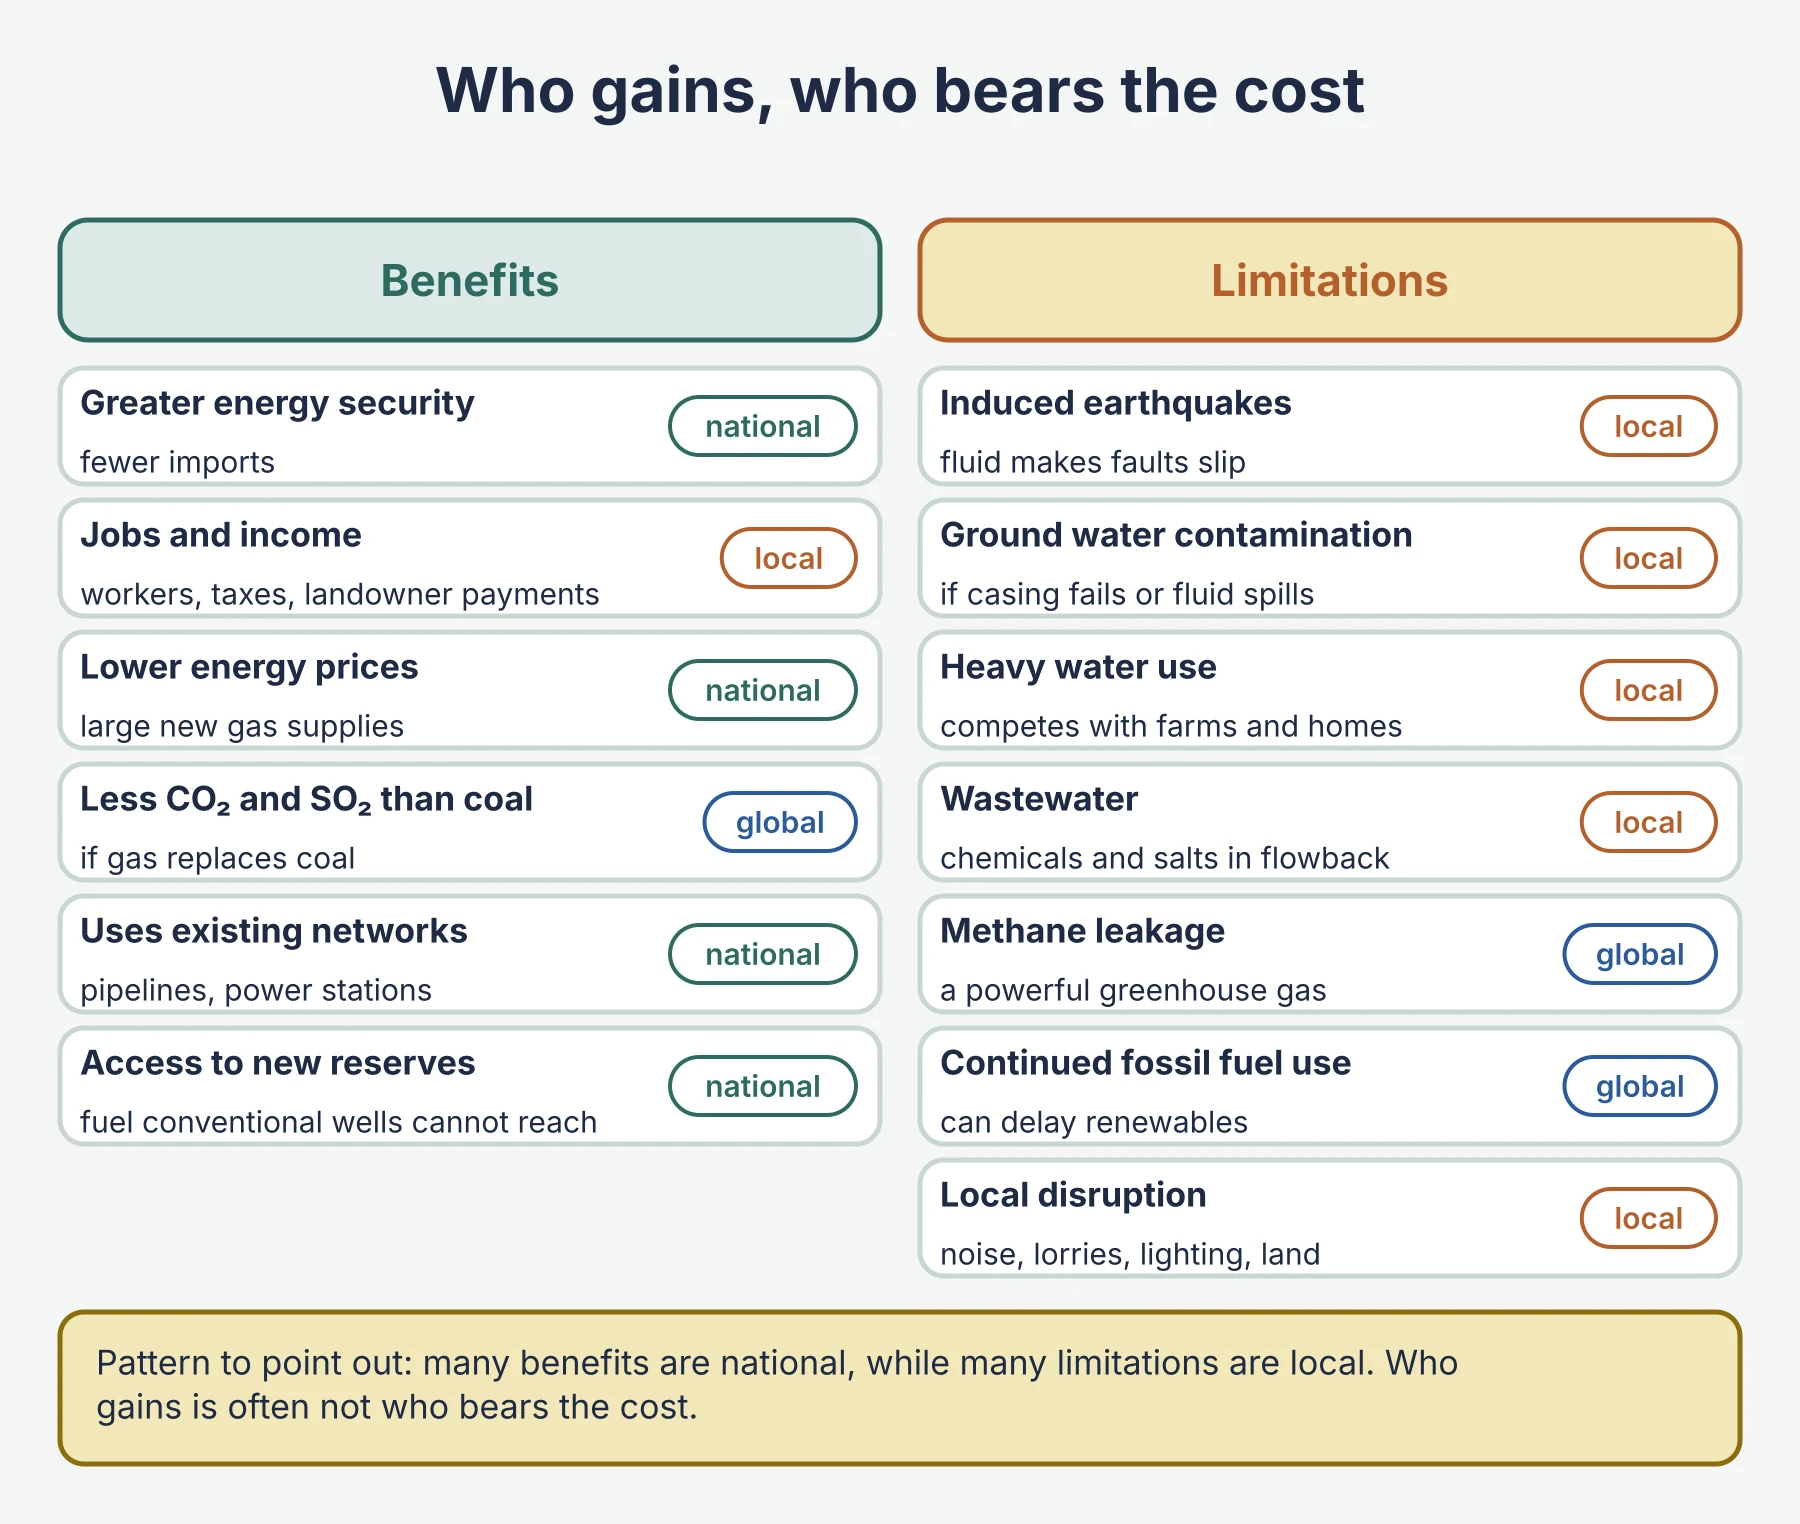 Who gains, who bears the cost
Benefits
Greater energy security
national
fewer imports
Jobs and income
local
workers, taxes, landowner payments
Lower energy prices
national
large new gas supplies
Less CO₂ and SO₂ than coal
global
if gas replaces coal
Uses existing networks
national
pipelines, power stations
Access to new reserves
national
fuel conventional wells cannot reach
Limitations
Induced earthquakes
local
fluid makes faults slip
Ground water contamination
local
if casing fails or fluid spills
Heavy water use
local
competes with farms and homes
Wastewater
local
chemicals and salts in flowback
Methane leakage
global
a powerful greenhouse gas
Continued fossil fuel use
global
can delay renewables
Local disruption
local
noise, lorries, lighting, land
Pattern to point out: many benefits are national, while many limitations are local. Who
gains is often not who bears the cost.